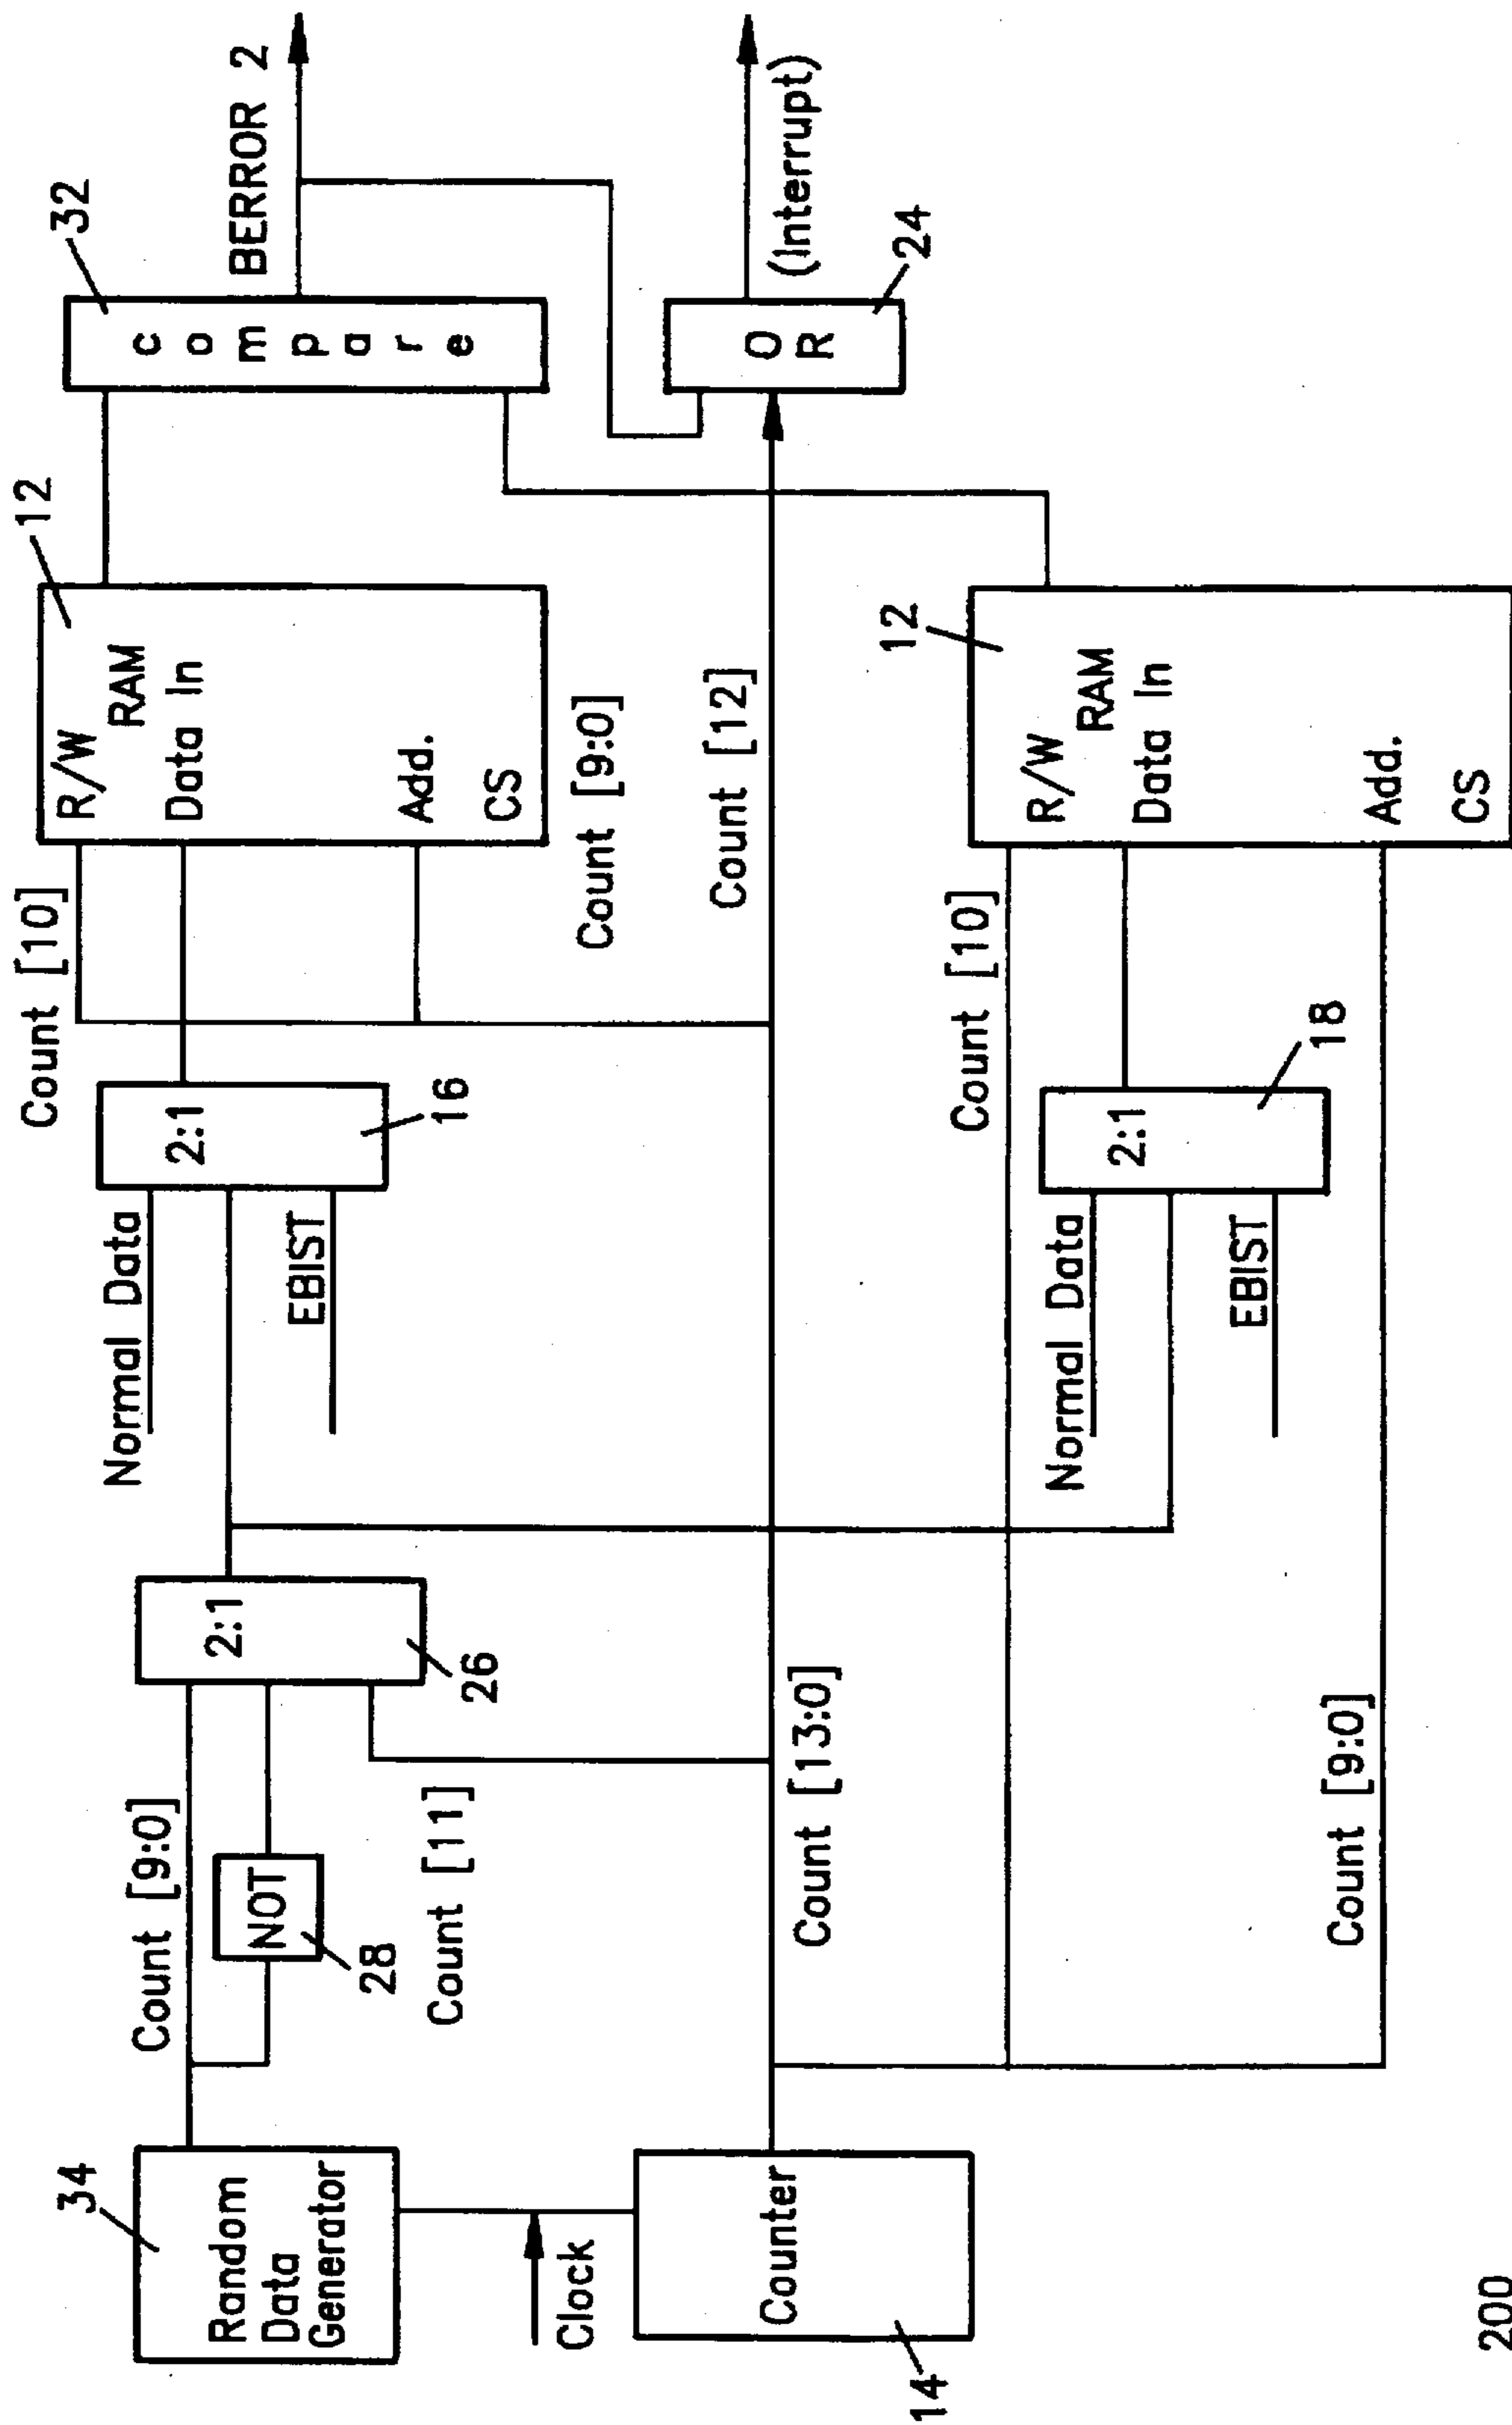 34
Random
Data
Generator
Clock
Counter
14
200
Count [9:0]
NOT
28
Count [11]
2:1
26
Count [13:0]
Count [9:0]
Normal Data
EBIST
2:1
16
Normal Data
EBIST
2:1
18
Count [10]
Count [10]
R/W
RAM
Data In
Add.
CS
12
Count [9:0]
Count [12]
R/W
RAM
Data In
Add.
CS
12
compare
32
BERROR 2
OR
24
(Interrupt)